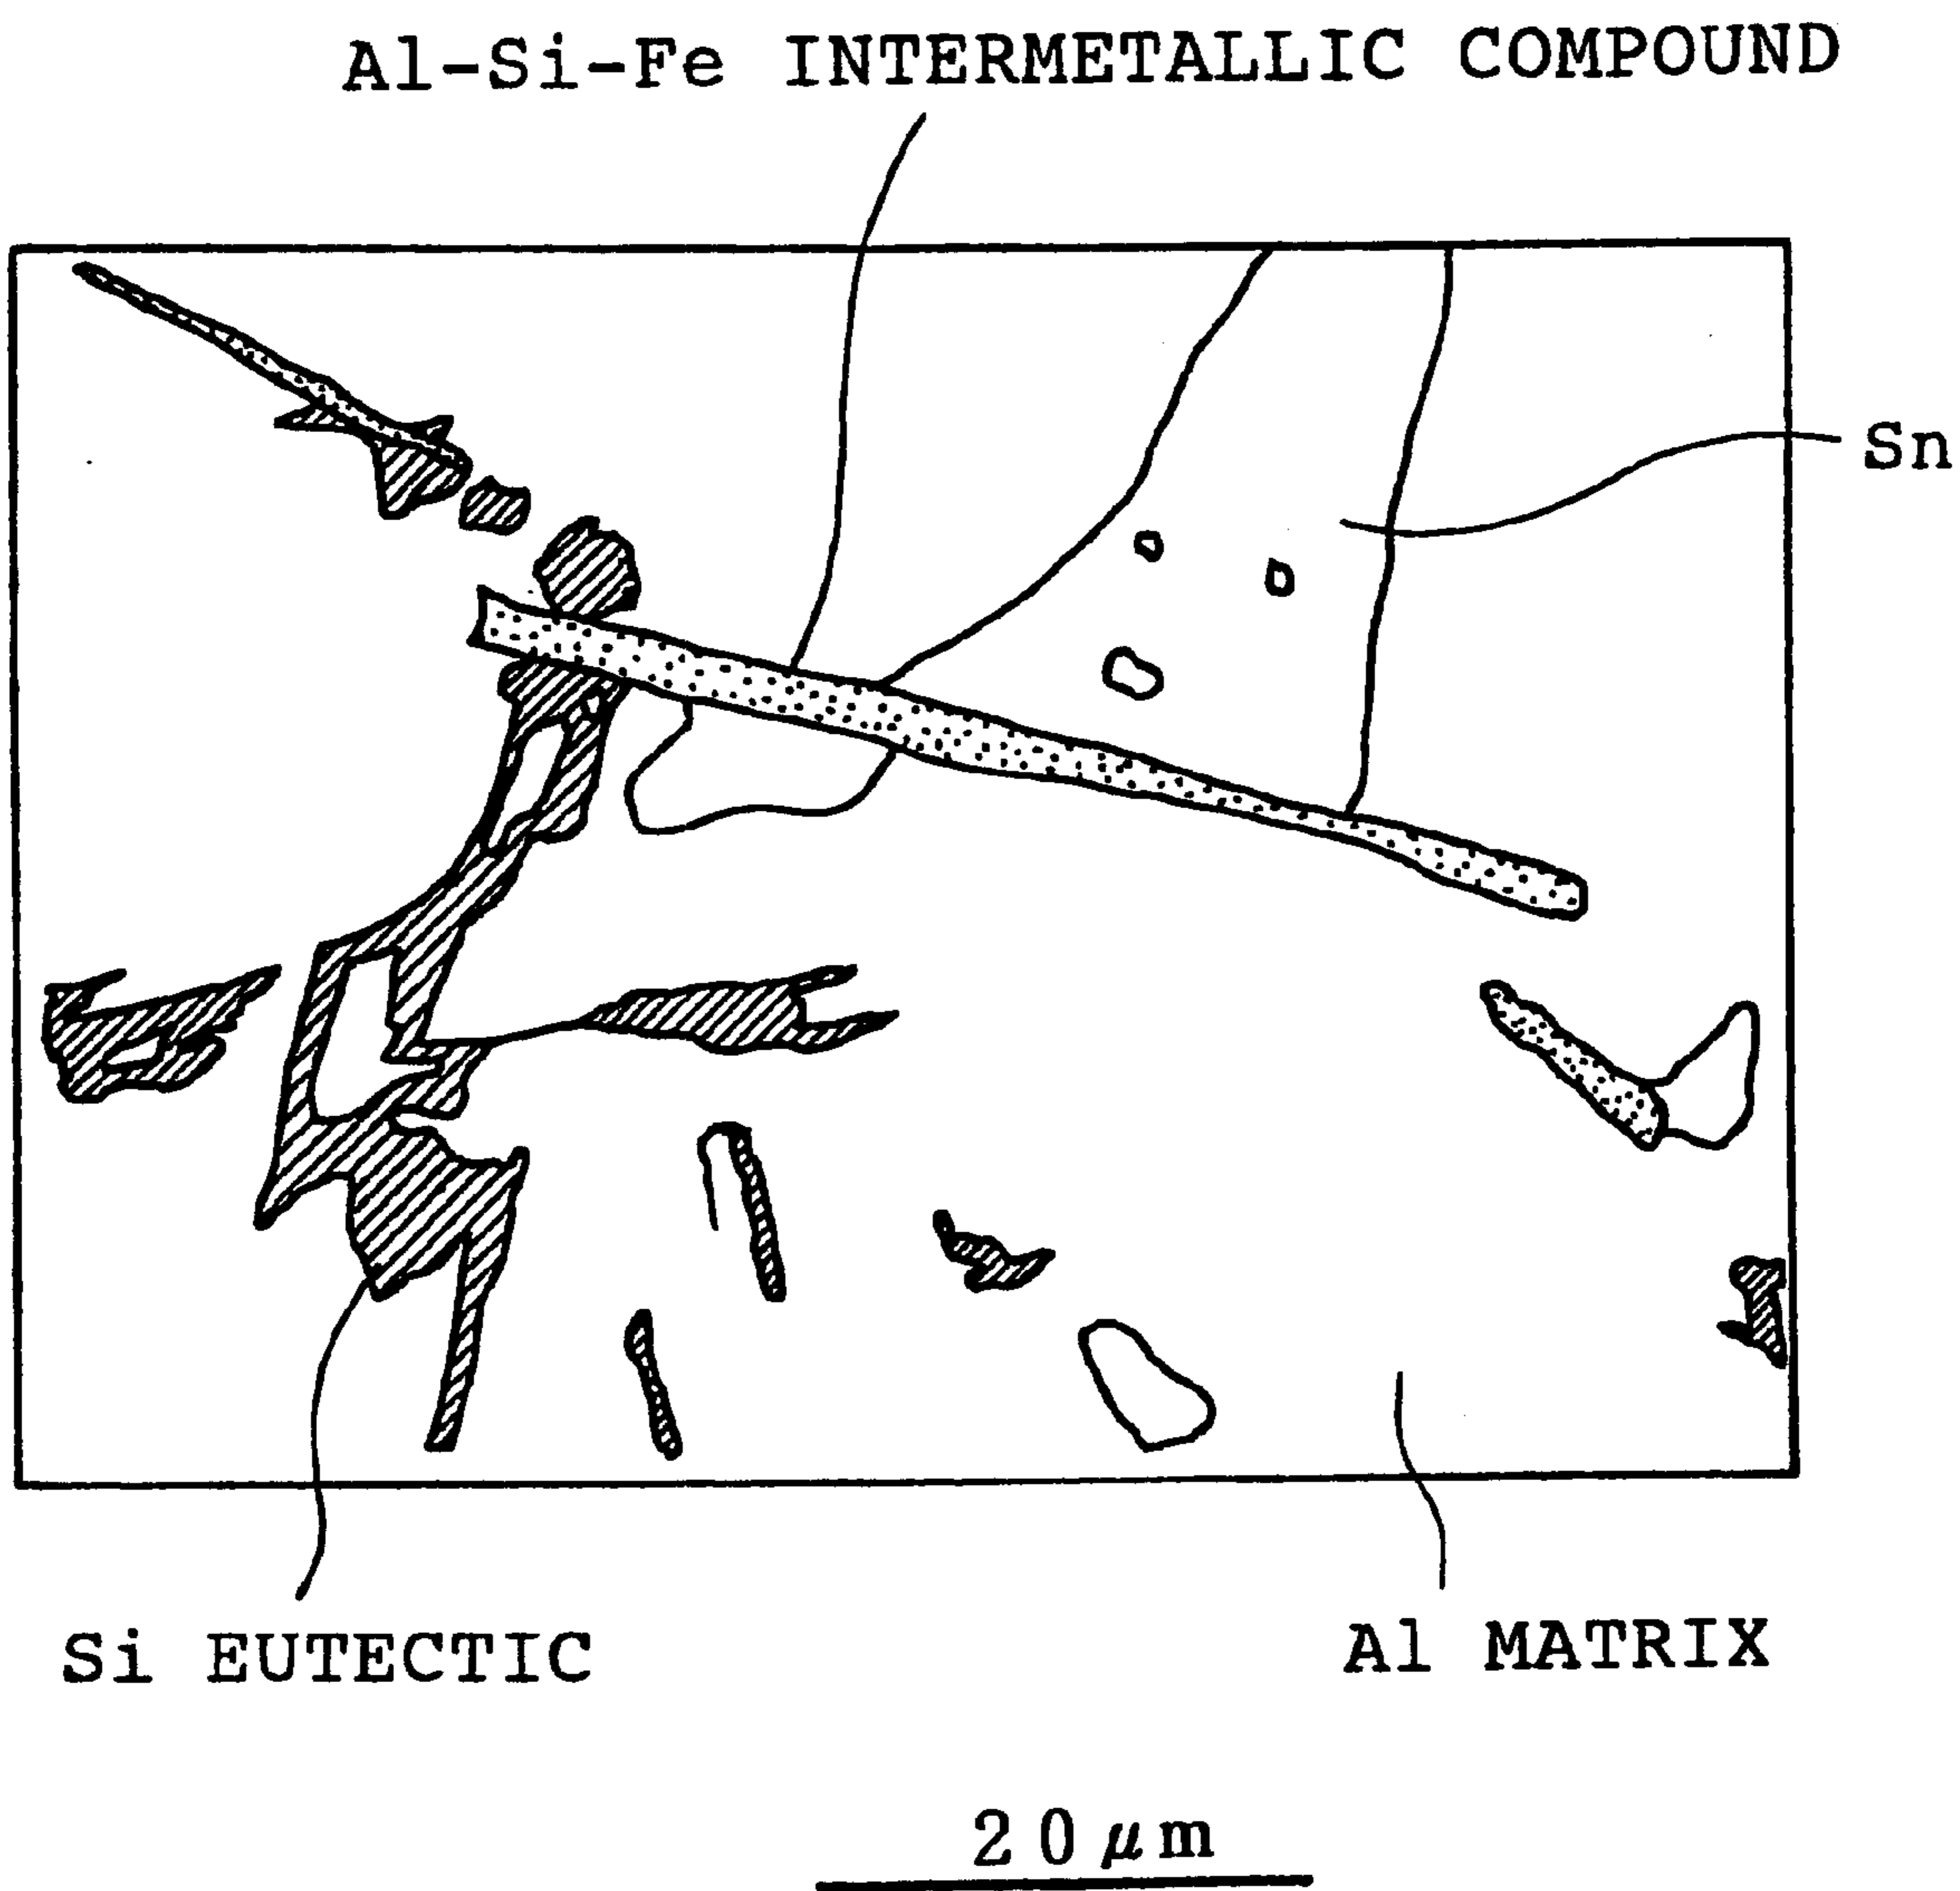 Al-Si-Fe INTERMETALLIC COMPOUND
Sn
Si EUTECTIC
Al MATRIX
20μm